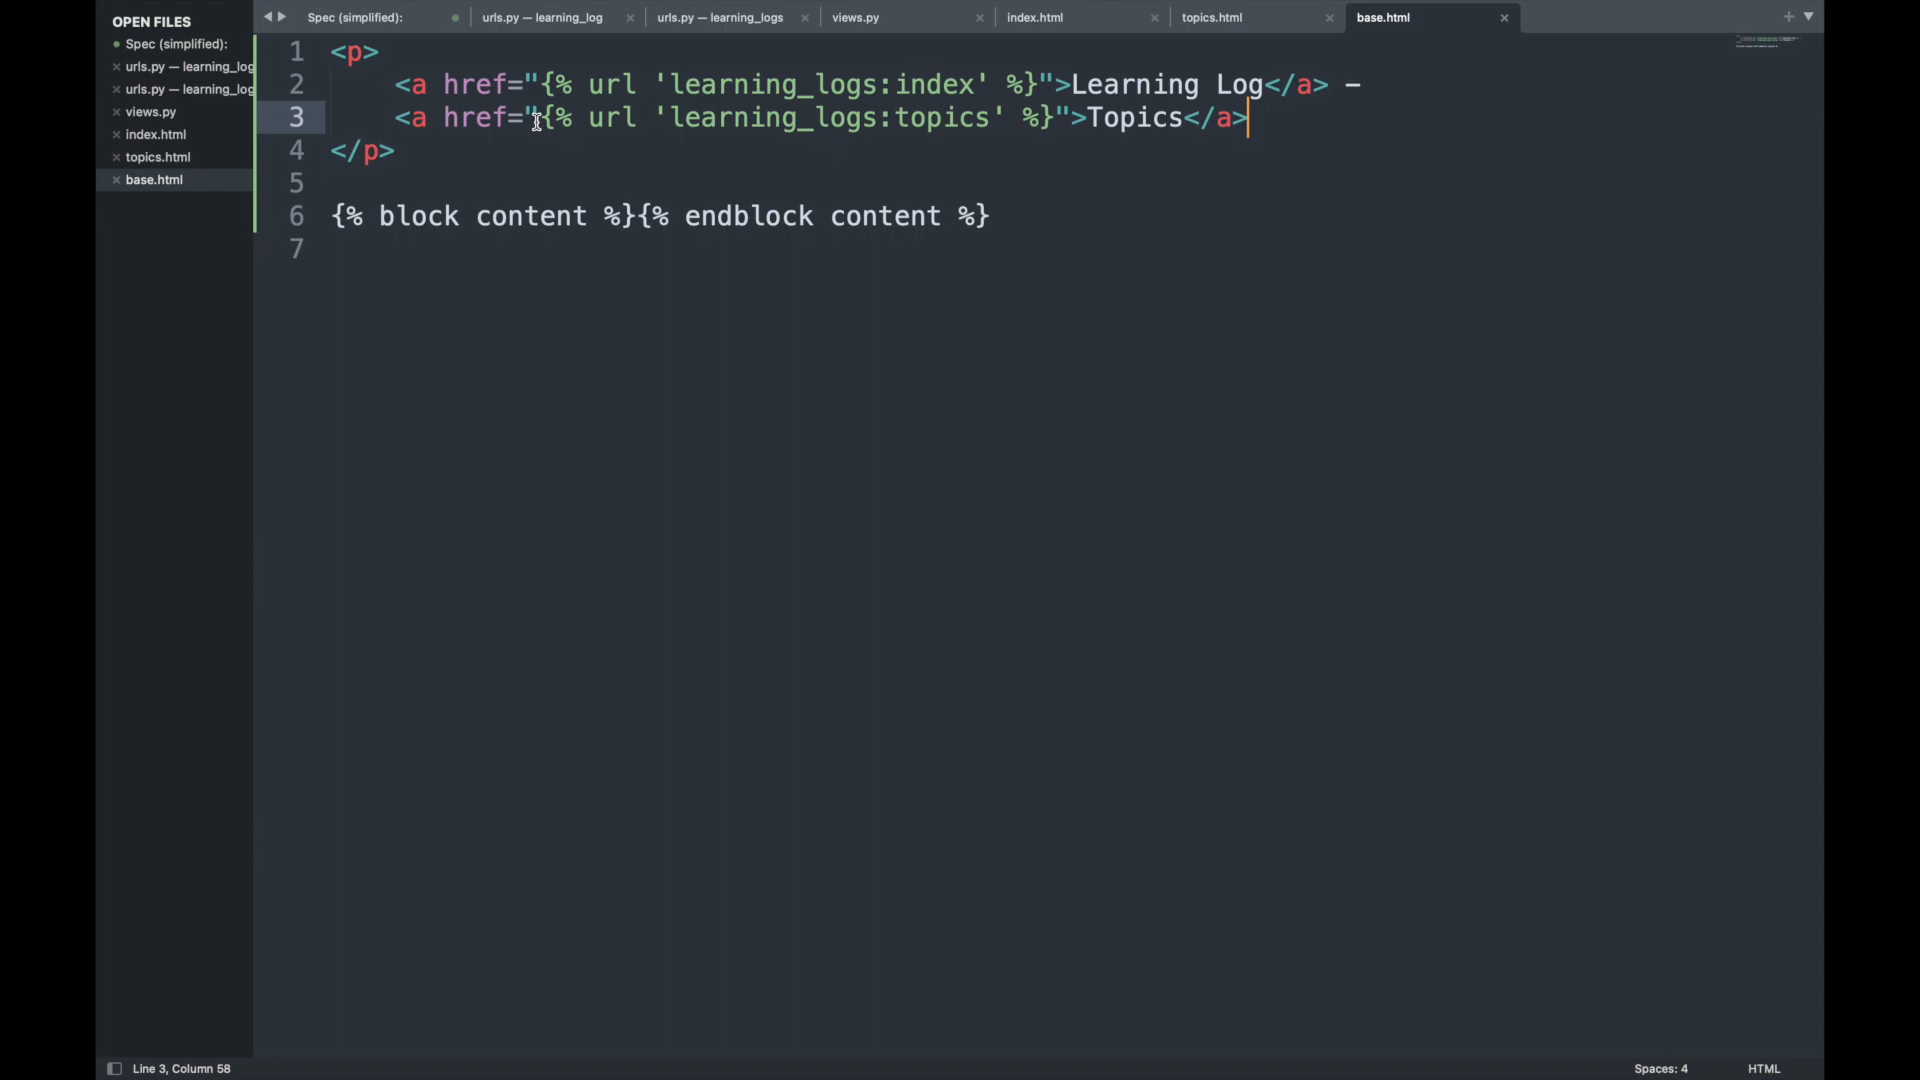 OPEN FILES
Spec (simplified):
urls.py — learning_log
urls.py — learning_log
views.py
index.html
topics.html
base.html
Spec (simplified):
urls.py — learning_log
urls.py — learning_logs
views.py
index.html
topics.html
base.html
1 <p>
2 <a href="{% url 'learning_logs:index' %}">Learning Log</a> –
3 <a href="{% url 'learning_logs:topics' %}">Topics</a>
4 </p>
5
6 {% block content %}{% endblock content %}
7
Line 3, Column 58
Spaces: 4
HTML